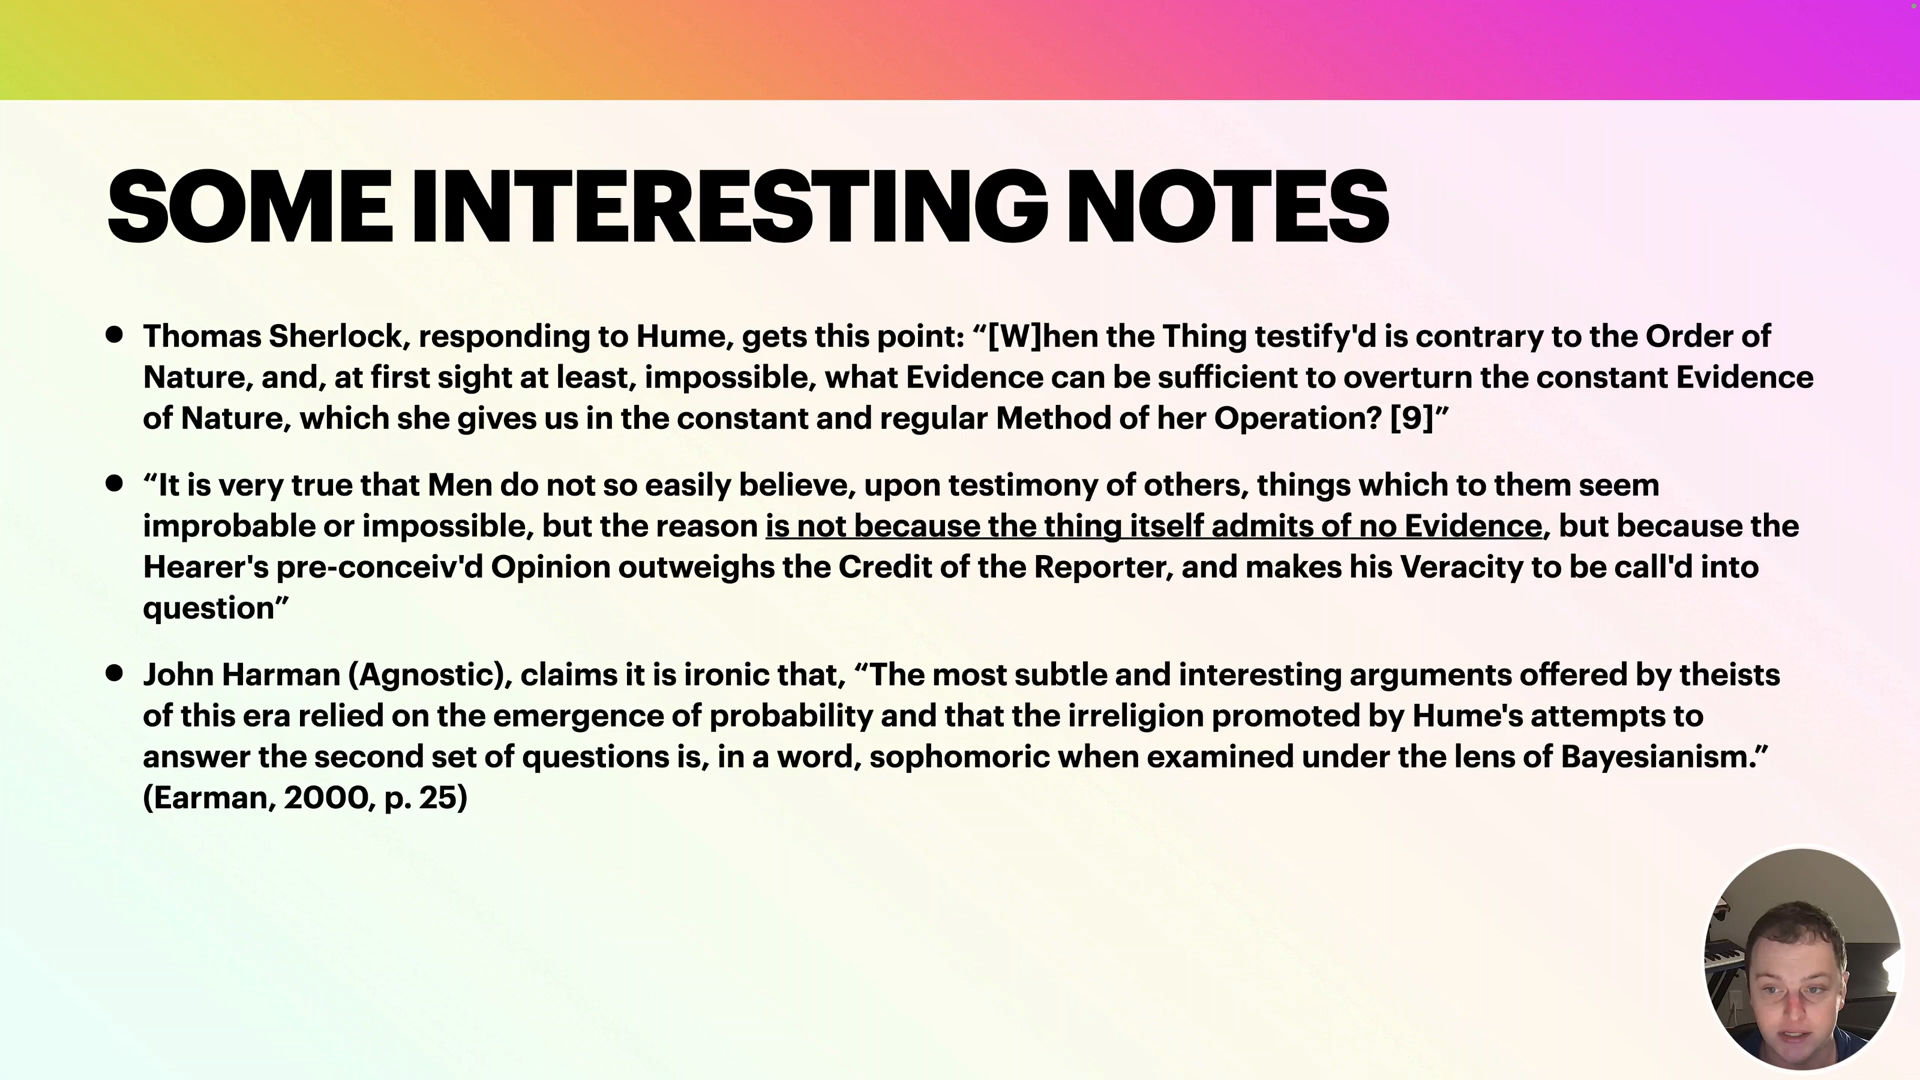 SOME INTERESTING NOTES
• Thomas Sherlock, responding to Hume, gets this point: “[W]hen the Thing testify'd is contrary to the Order of
Nature, and, at first sight at least, impossible, what Evidence can be sufficient to overturn the constant Evidence
of Nature, which she gives us in the constant and regular Method of her Operation? [9]”
• “It is very true that Men do not so easily believe, upon testimony of others, things which to them seem
improbable or impossible, but the reason is not because the thing itself admits of no Evidence, but because the
Hearer's pre-conceiv'd Opinion outweighs the Credit of the Reporter, and makes his Veracity to be call'd into
question”
• John Harman (Agnostic), claims it is ironic that, “The most subtle and interesting arguments offered by theists
of this era relied on the emergence of probability and that the irreligion promoted by Hume's attempts to
answer the second set of questions is, in a word, sophomoric when examined under the lens of Bayesianism.”
(Earman, 2000, p. 25)